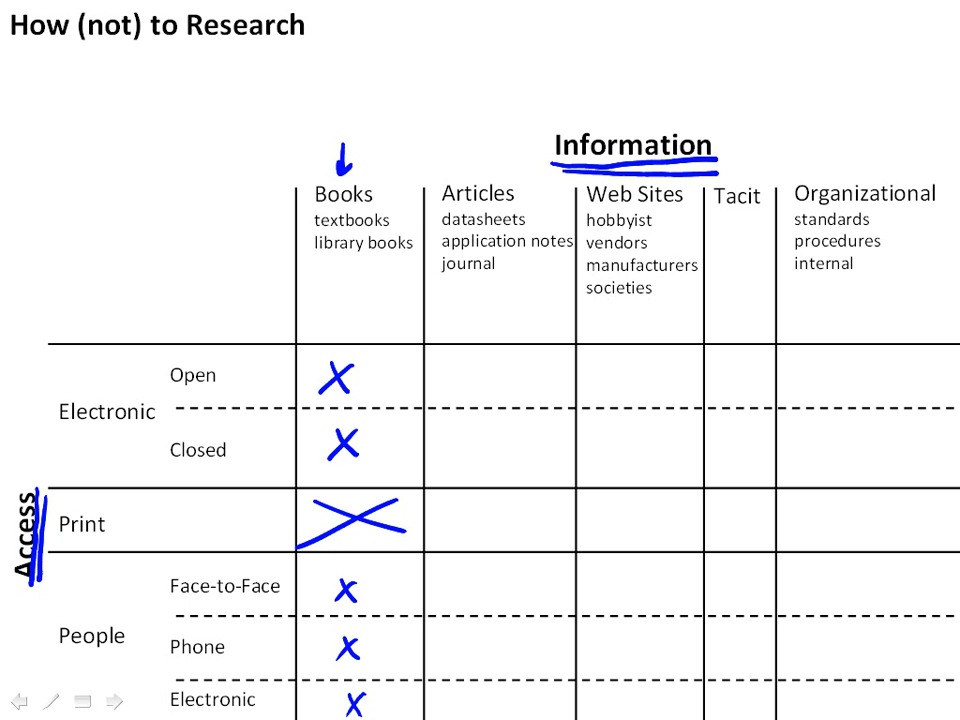 How (not) to Research
Information
Books
textbooks
library books
Articles
datasheets
application notes
journal
Web Sites
hobbyist
vendors
manufacturers
societies
Tacit
Organizational
standards
procedures
internal
Access
Electronic
Open
X
Closed
X
Print
X
People
Face-to-Face
X
Phone
X
Electronic
X